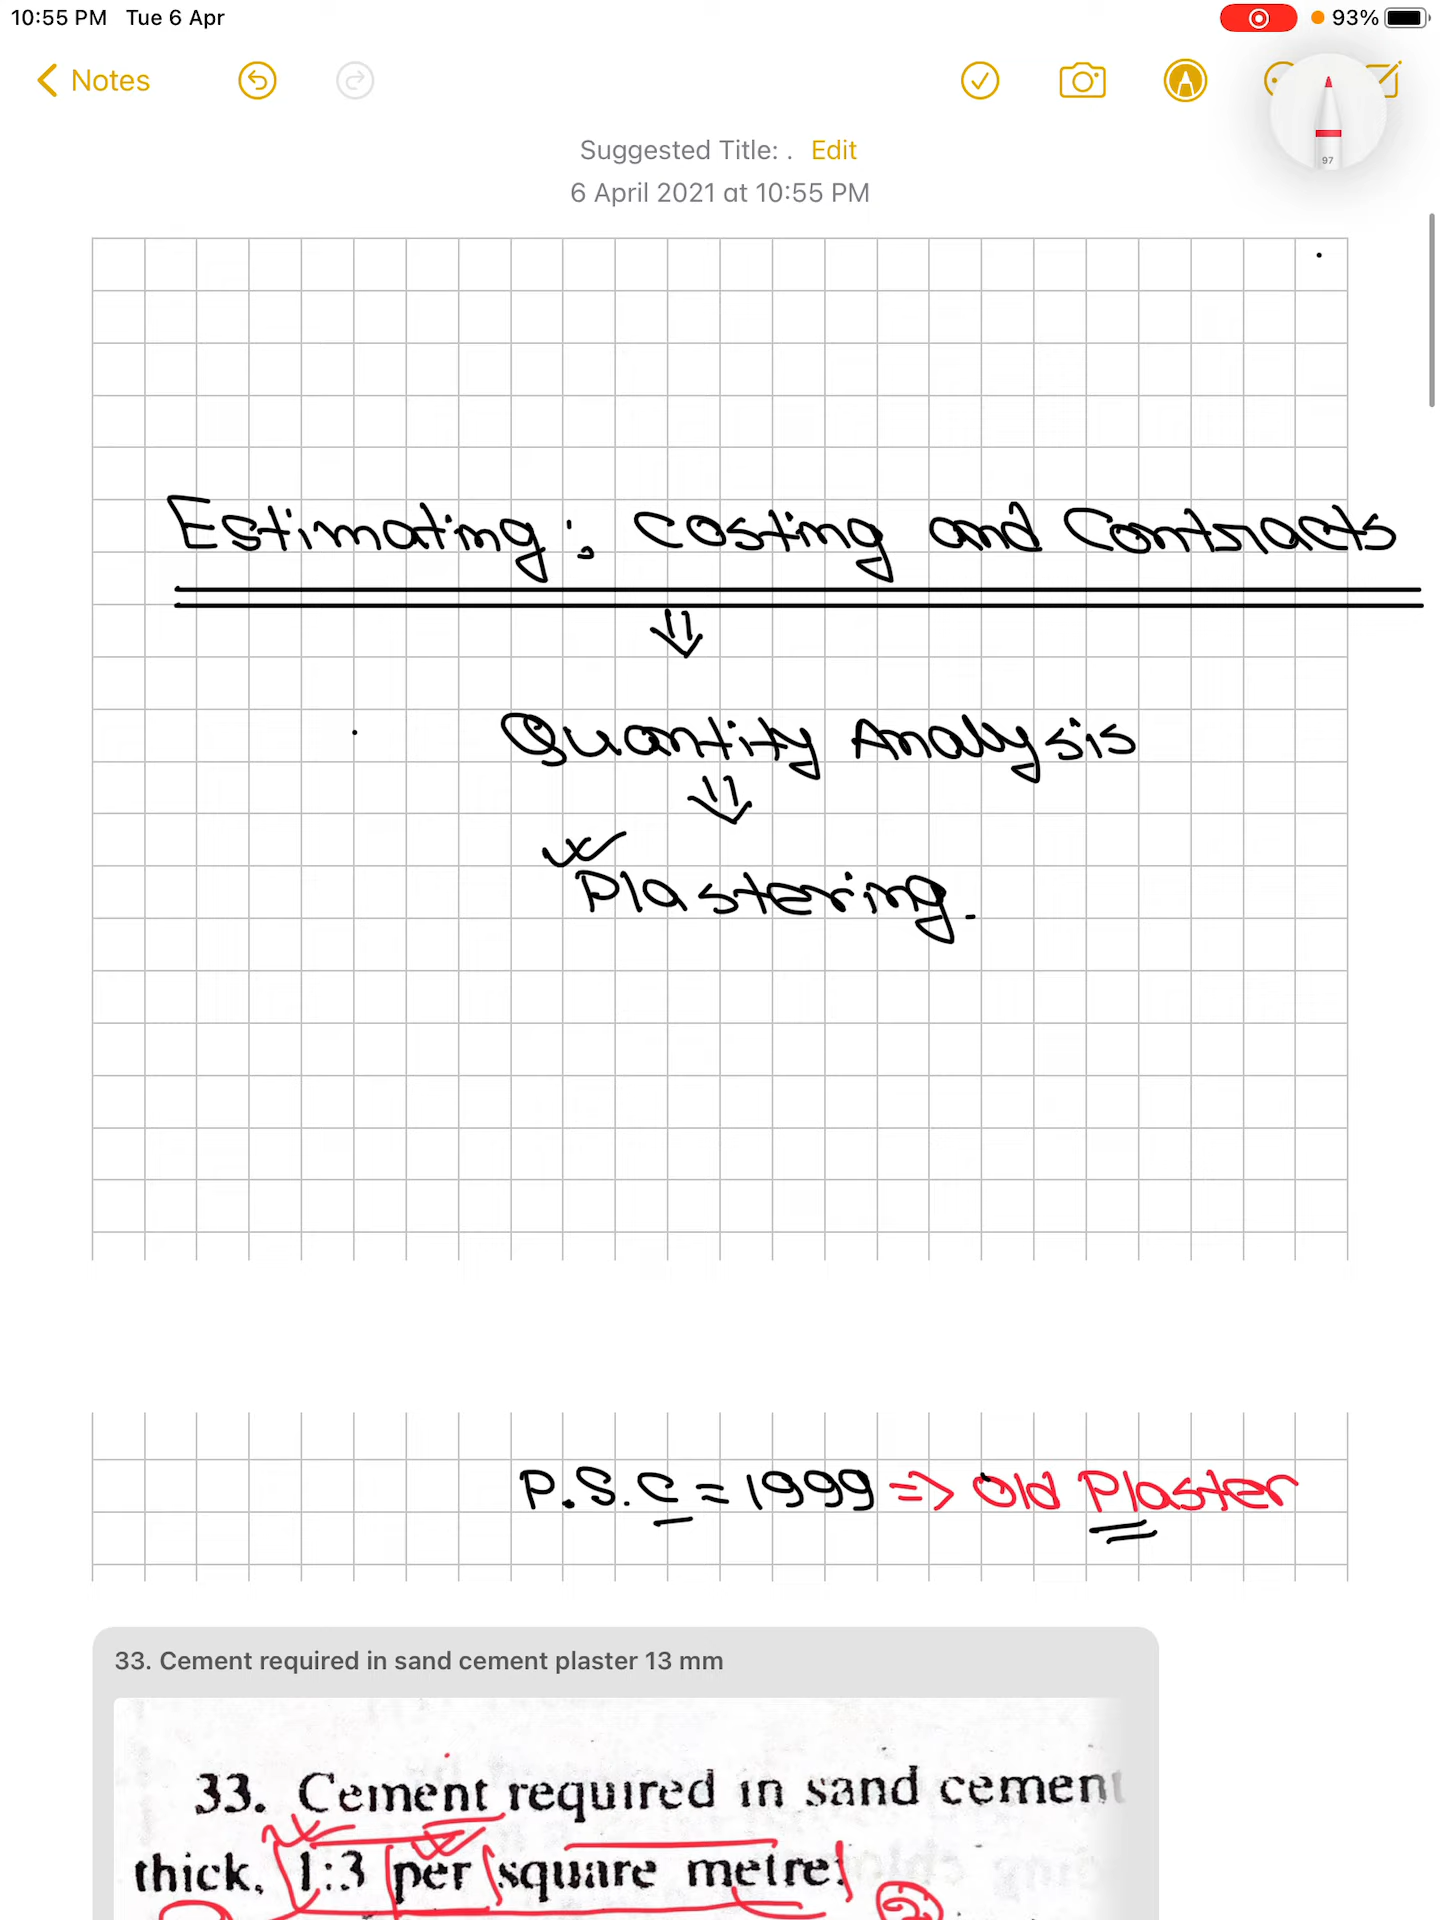 10:55 PM Tue 6 Apr
93%
Notes
97
Suggested Title: . Edit
6 April 2021 at 10:55 PM
Estimating: Costing and Contracts
Quantity Analysis
Plastering.
P.S.C = 1999 => Old Plaster
33. Cement required in sand cement plaster 13 mm
33. Cement required in sand cement
thick, 1:3 per square metre: